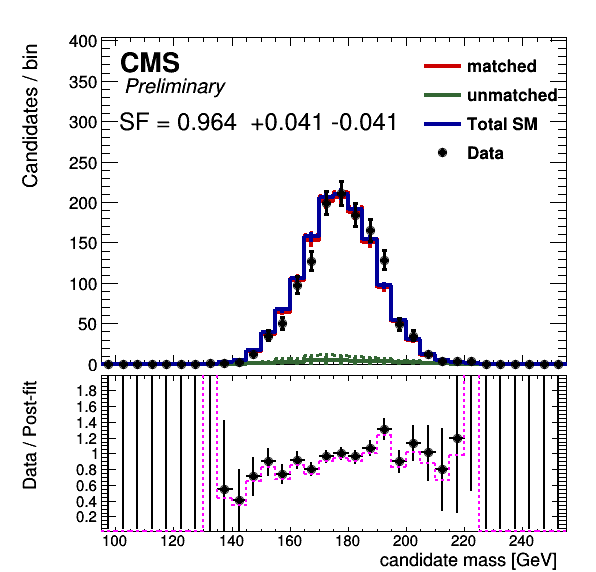 CMS
Preliminary
SF = 0.964 +0.041 -0.041
matched
unmatched
Total SM
Data
Candidates / bin
400
350
300
250
200
150
100
50
0
Data / Post-fit
1.8
1.6
1.4
1.2
1
0.8
0.6
0.4
0.2
100 120 140 160 180 200 220 240
candidate mass [GeV]